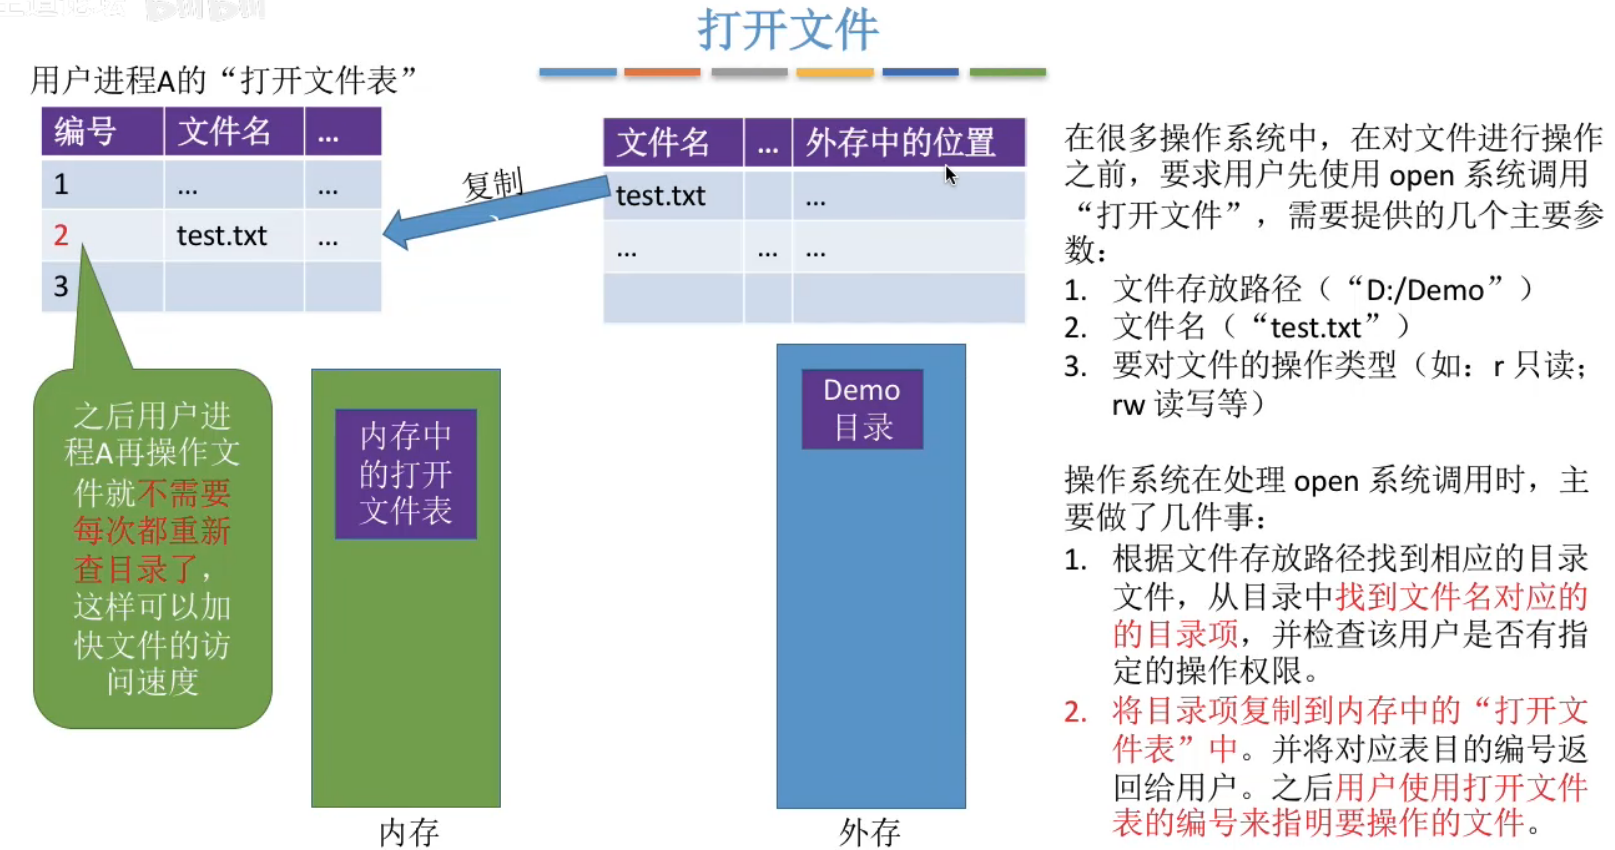 打开文件
用户进程A的“打开文件表”
编号 文件名 ...
1 ... ...
2 test.txt ...
3
复制
文件名 ... 外存中的位置
test.txt ...
... ... ...
之后用户进
程A再操作文
件就不需要
每次都重新
查目录了，
这样可以加
快文件的访
问速度
内存中
的打开
文件表
内存
Demo
目录
外存
在很多操作系统中，在对文件进行操作
之前，要求用户先使用 open 系统调用
“打开文件”，需要提供的几个主要参
数：
1. 文件存放路径（“D:/Demo”）
2. 文件名（“test.txt”）
3. 要对文件的操作类型（如：r 只读；
rw 读写等）
操作系统在处理 open 系统调用时，主
要做了几件事：
1. 根据文件存放路径找到相应的目录
文件，从目录中找到文件名对应的
的目录项，并检查该用户是否有指
定的操作权限。
2. 将目录项复制到内存中的“打开文
件表”中。并将对应表目的编号返
回给用户。之后用户使用打开文件
表的编号来指明要操作的文件。